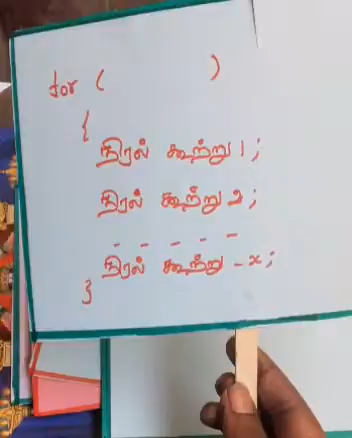 for (                    )
{
நிரல் கூற்று 1 ;
நிரல் கூற்று 2 ;
- - - - -
நிரல் கூற்று - x ;
}